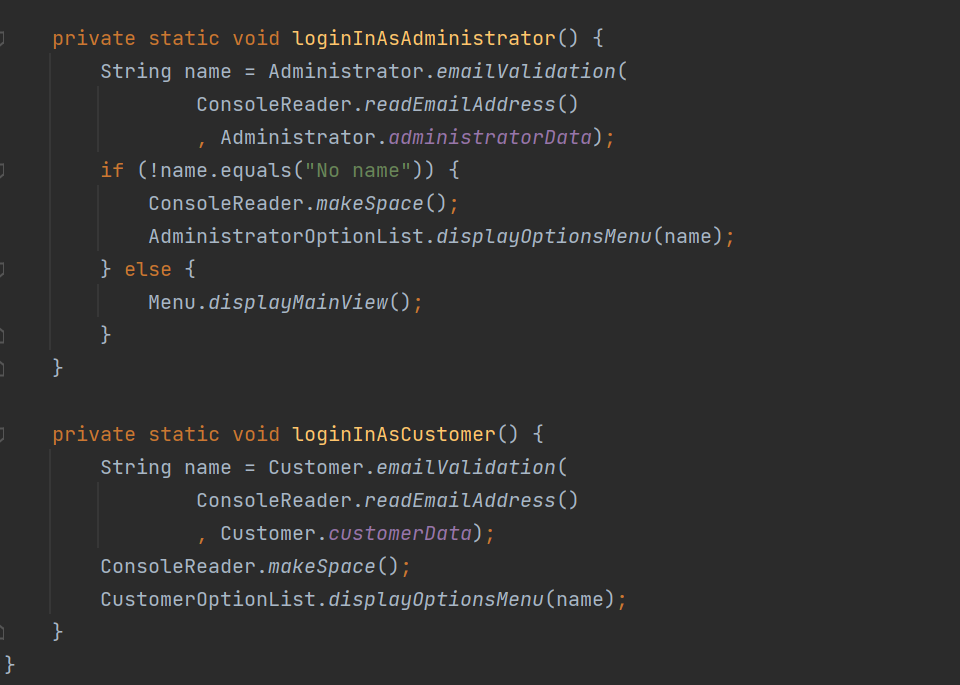 private static void loginInAsAdministrator() {
String name = Administrator.emailValidation(
ConsoleReader.readEmailAddress()
, Administrator.administratorData);
if (!name.equals("No name")) {
ConsoleReader.makeSpace();
AdministratorOptionList.displayOptionsMenu(name);
} else {
Menu.displayMainView();
}
}
private static void loginInAsCustomer() {
String name = Customer.emailValidation(
ConsoleReader.readEmailAddress()
, Customer.customerData);
ConsoleReader.makeSpace();
CustomerOptionList.displayOptionsMenu(name);
}
}